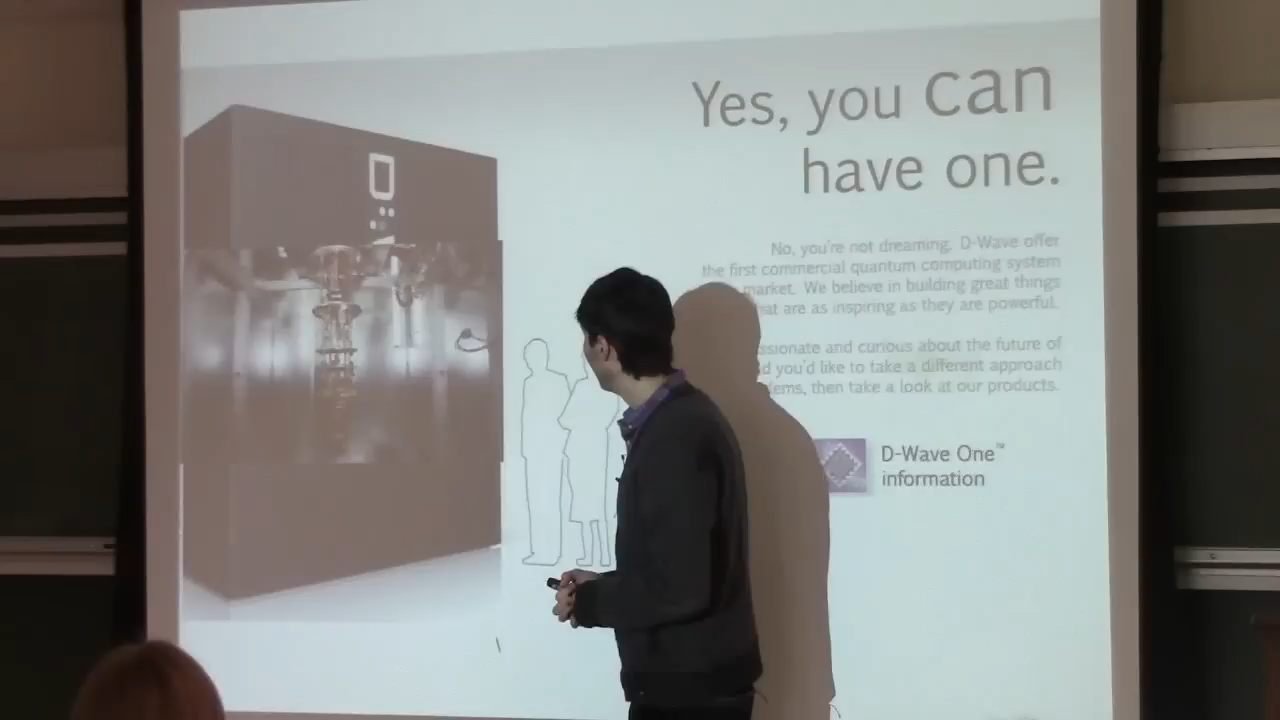 Yes, you can
have one.
No, you're not dreaming. D-Wave offer
the first commercial quantum computing system
market. We believe in building great things
at are as inspiring as they are powerful.
ssionate and curious about the future of
d you'd like to take a different approach
lems, then take a look at our products.
D-Wave One™
information